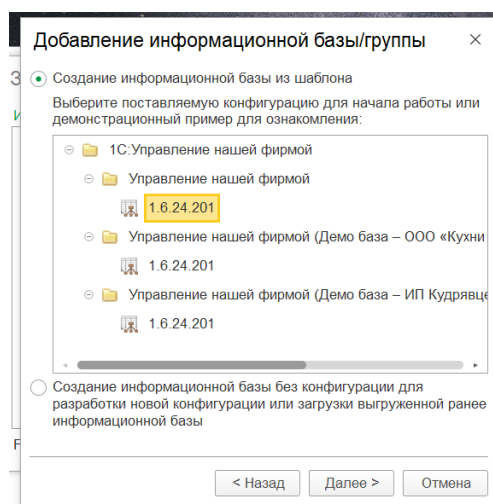 Добавление информационной базы/группы
Создание информационной базы из шаблона
Выберите поставляемую конфигурацию для начала работы или
демонстрационный пример для ознакомления:
1С:Управление нашей фирмой
Управление нашей фирмой
1.6.24.201
Управление нашей фирмой (Демо база – ООО «Кухни
1.6.24.201
Управление нашей фирмой (Демо база – ИП Кудрявце
1.6.24.201
Создание информационной базы без конфигурации для
разработки новой конфигурации или загрузки выгруженной ранее
информационной базы
< Назад Далее > Отмена